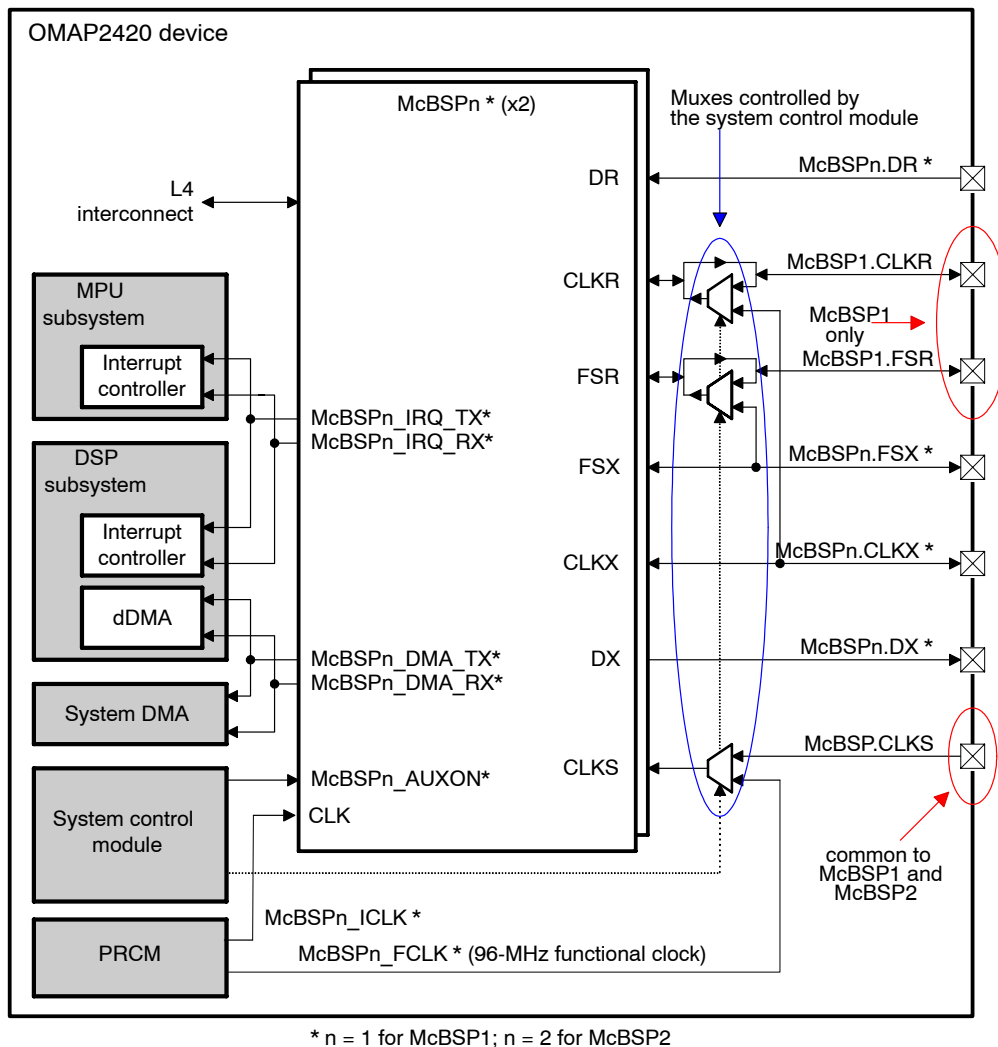 OMAP2420 device
McBSPn * (x2)
Muxes controlled by
the system control module
DR
McBSPn.DR *
L4
interconnect
CLKR
McBSP1.CLKR
MPU
subsystem
McBSP1
only
Interrupt
controller
FSR
McBSP1.FSR
McBSPn_IRQ_TX*
McBSPn_IRQ_RX*
DSP
subsystem
FSX
McBSPn.FSX *
Interrupt
controller
CLKX
McBSPn.CLKX *
dDMA
McBSPn_DMA_TX*
McBSPn_DMA_RX*
DX
McBSPn.DX *
System DMA
McBSP.CLKS
CLKS
McBSPn_AUXON*
System control
module
CLK
common to
McBSP1 and
McBSP2
McBSPn_ICLK *
PRCM
McBSPn_FCLK * (96-MHz functional clock)
* n = 1 for McBSP1; n = 2 for McBSP2